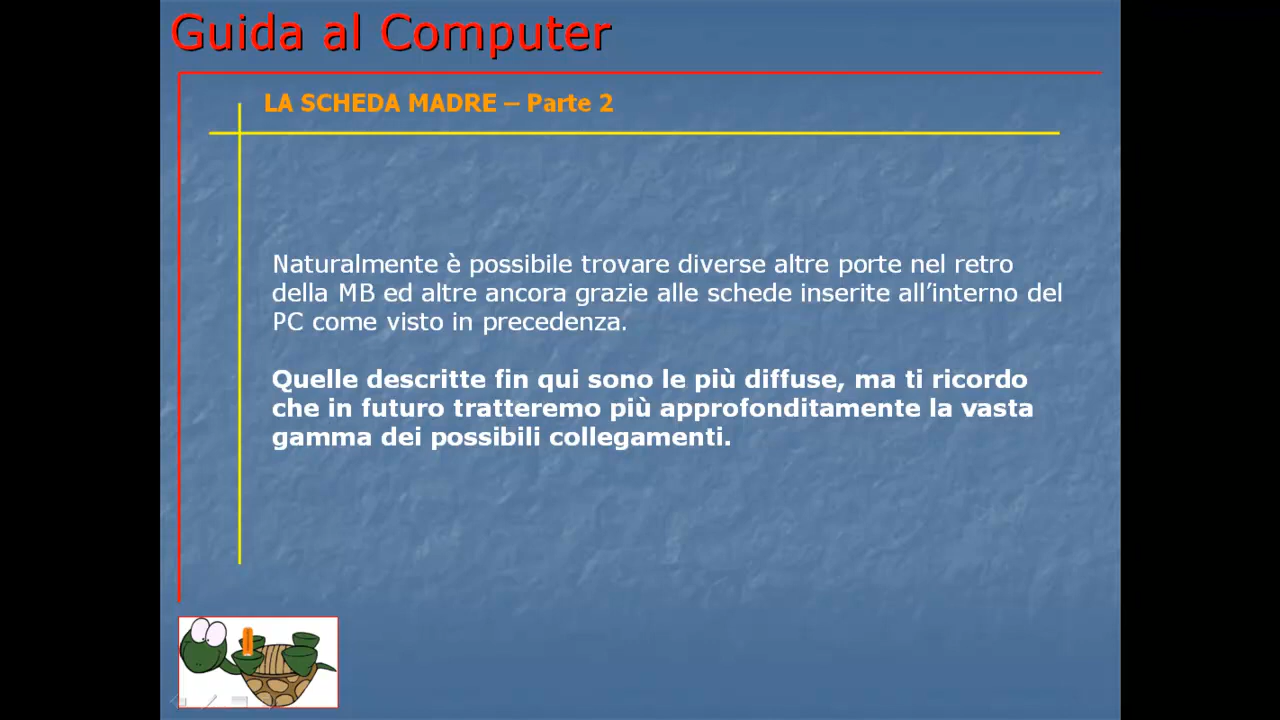 Guida al Computer
LA SCHEDA MADRE – Parte 2
Naturalmente è possibile trovare diverse altre porte nel retro
della MB ed altre ancora grazie alle schede inserite all’interno del
PC come visto in precedenza.
Quelle descritte fin qui sono le più diffuse, ma ti ricordo
che in futuro tratteremo più approfonditamente la vasta
gamma dei possibili collegamenti.